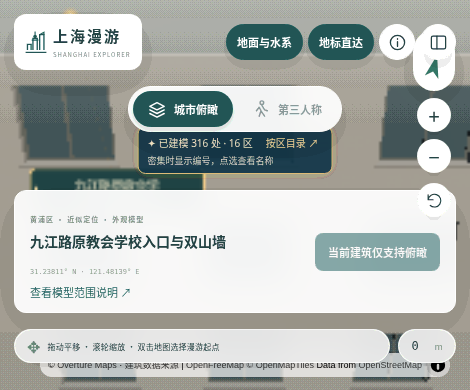 上海漫游
SHANGHAI EXPLORER
地面与水系
地标直达
城市俯瞰
第三人称
✦ 已建模 316 处 · 16 区 按区目录 ↗
密集时显示编号，点选查看名称
黄浦区 · 近似定位 · 外观模型
九江路原教会学校入口与双山墙
31.23811° N · 121.48139° E
查看模型范围说明 ↗
当前建筑仅支持俯瞰
拖动平移 · 滚轮缩放 · 双击地图选择漫游起点
0 m
© Overture Maps · 建筑数据来源 | OpenFreeMap © OpenMapTiles Data from OpenStreetMap